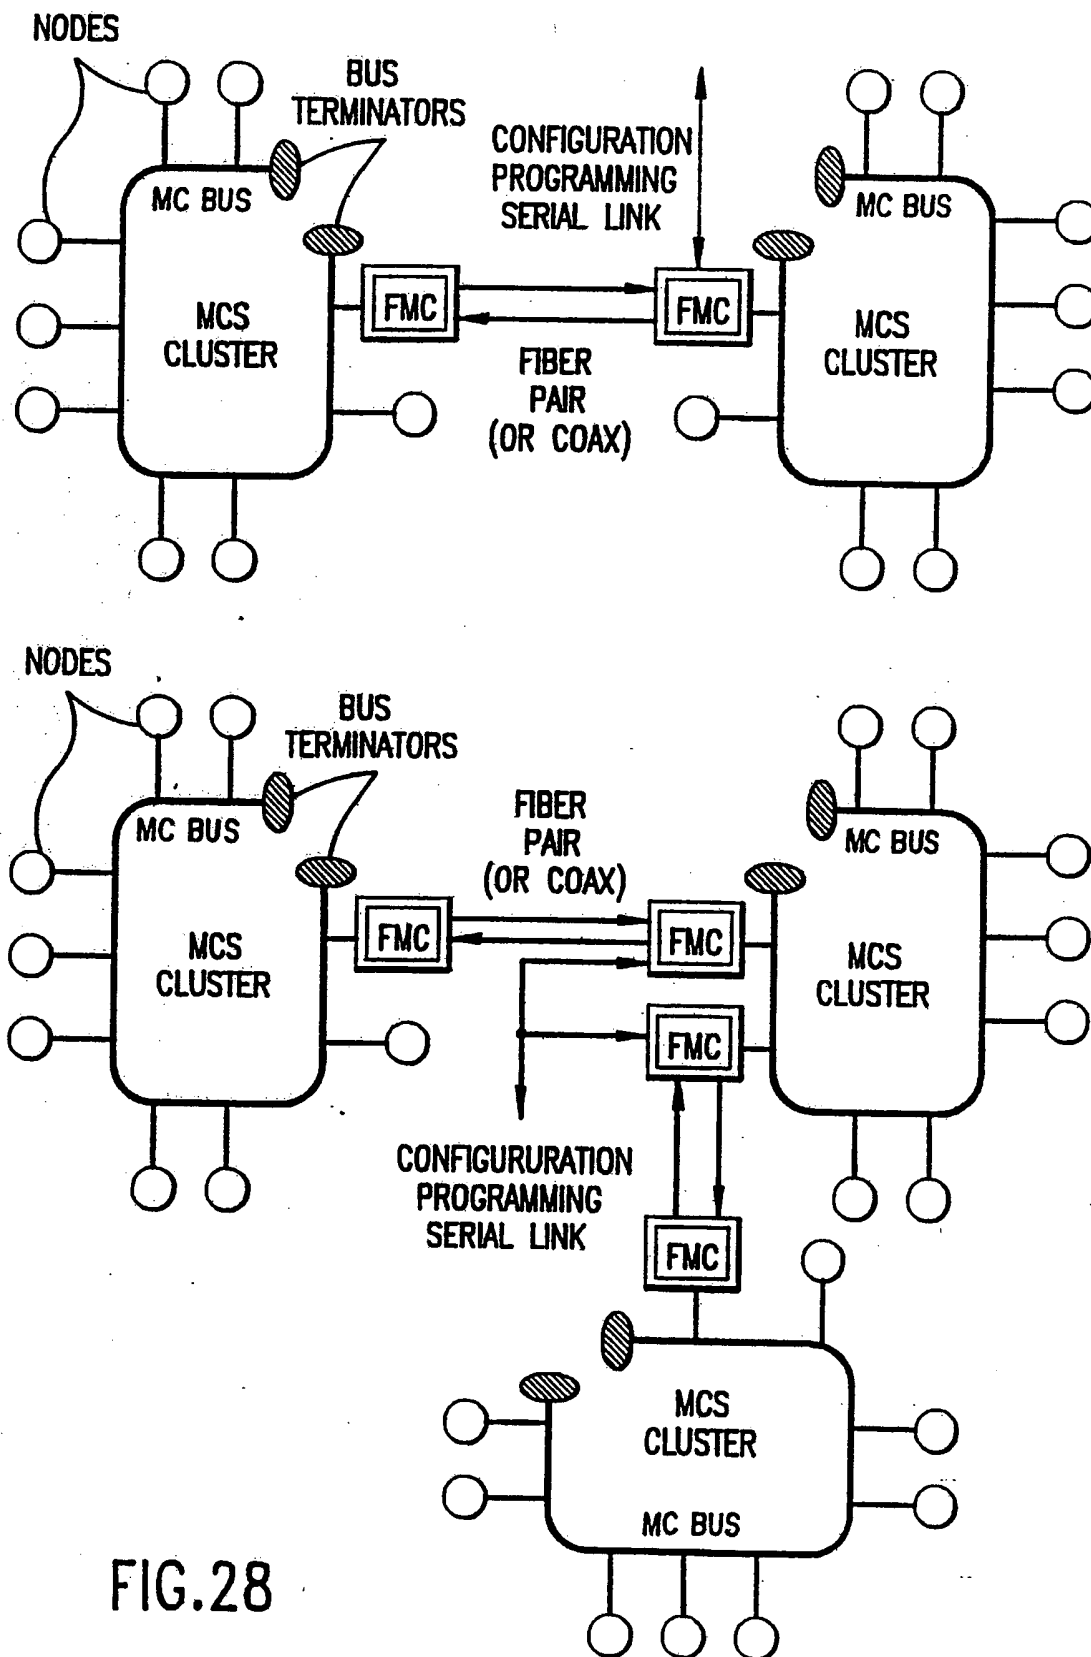 NODES
BUS
TERMINATORS
CONFIGURATION
PROGRAMMING
SERIAL LINK
MC BUS
MC BUS
FMC
FMC
MCS
CLUSTER
MCS
CLUSTER
FIBER
PAIR
(OR COAX)
NODES
BUS
TERMINATORS
FIBER
PAIR
(OR COAX)
MC BUS
MC BUS
FMC
FMC
MCS
CLUSTER
MCS
CLUSTER
FMC
CONFIGURURATION
PROGRAMMING
SERIAL LINK
FMC
MCS
CLUSTER
MC BUS
FIG.28